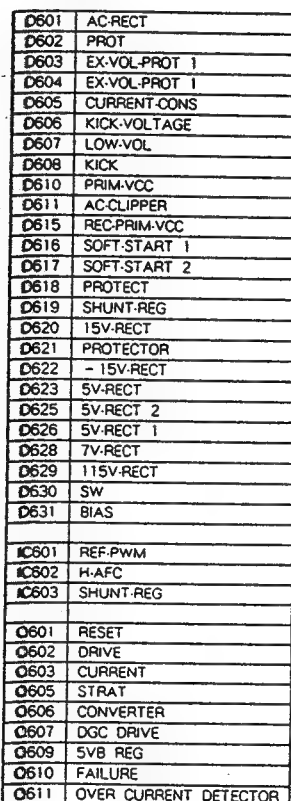 D601 AC-RECT
D602 PROT
D603 EX-VOL-PROT 1
D604 EX-VOL-PROT 1
D605 CURRENT-CONS
D606 KICK-VOLTAGE
D607 LOW-VOL
D608 KICK
D610 PRIM-VCC
D611 AC-CLIPPER
D615 REC-PRIM-VCC
D616 SOFT-START 1
D617 SOFT-START 2
D618 PROTECT
D619 SHUNT-REG
D620 15V-RECT
D621 PROTECTOR
D622 - 15V-RECT
D623 5V-RECT
D625 5V-RECT 2
D626 5V-RECT 1
D628 7V-RECT
D629 115V-RECT
D630 SW
D631 BIAS
IC601 REF-PWM
IC602 H-AFC
IC603 SHUNT-REG
Q601 RESET
Q602 DRIVE
Q603 CURRENT
Q605 STRAT
Q606 CONVERTER
Q607 DGC DRIVE
Q609 5VB REG
Q610 FAILURE
Q611 OVER CURRENT DETECTOR